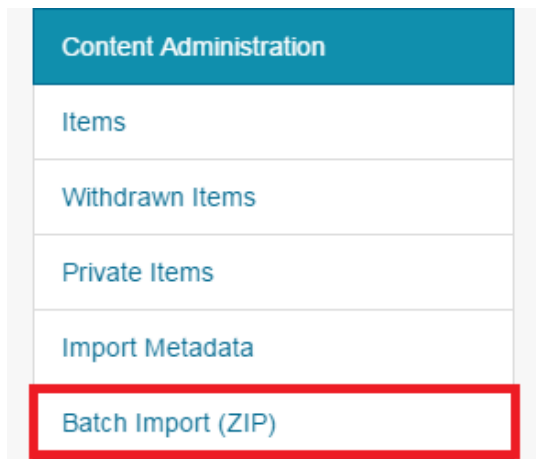 Content Administration
Items
Withdrawn Items
Private Items
Import Metadata
Batch Import (ZIP)